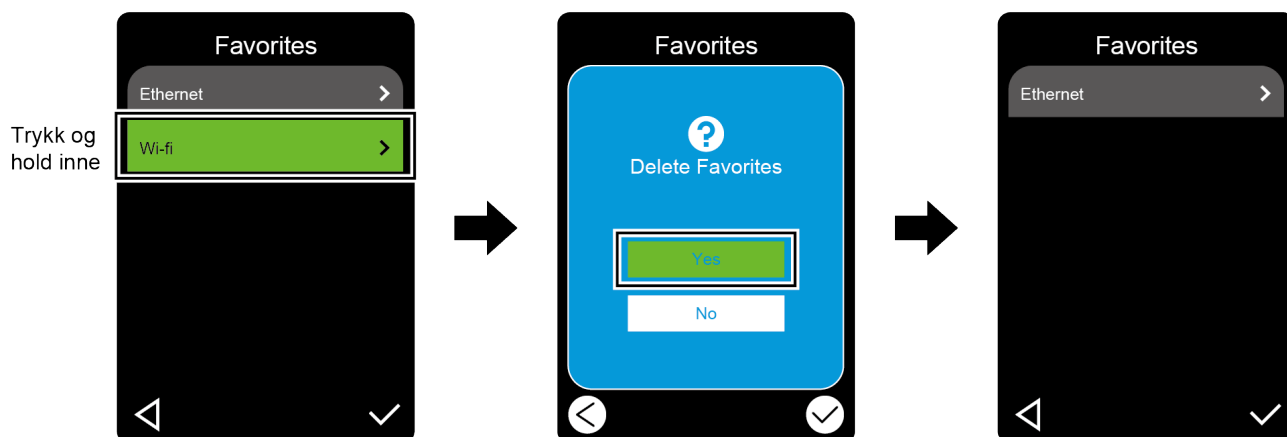 Favorites
Ethernet
Trykk og
hold inne
Wi-fi
Favorites
Delete Favorites
Yes
No
Favorites
Ethernet